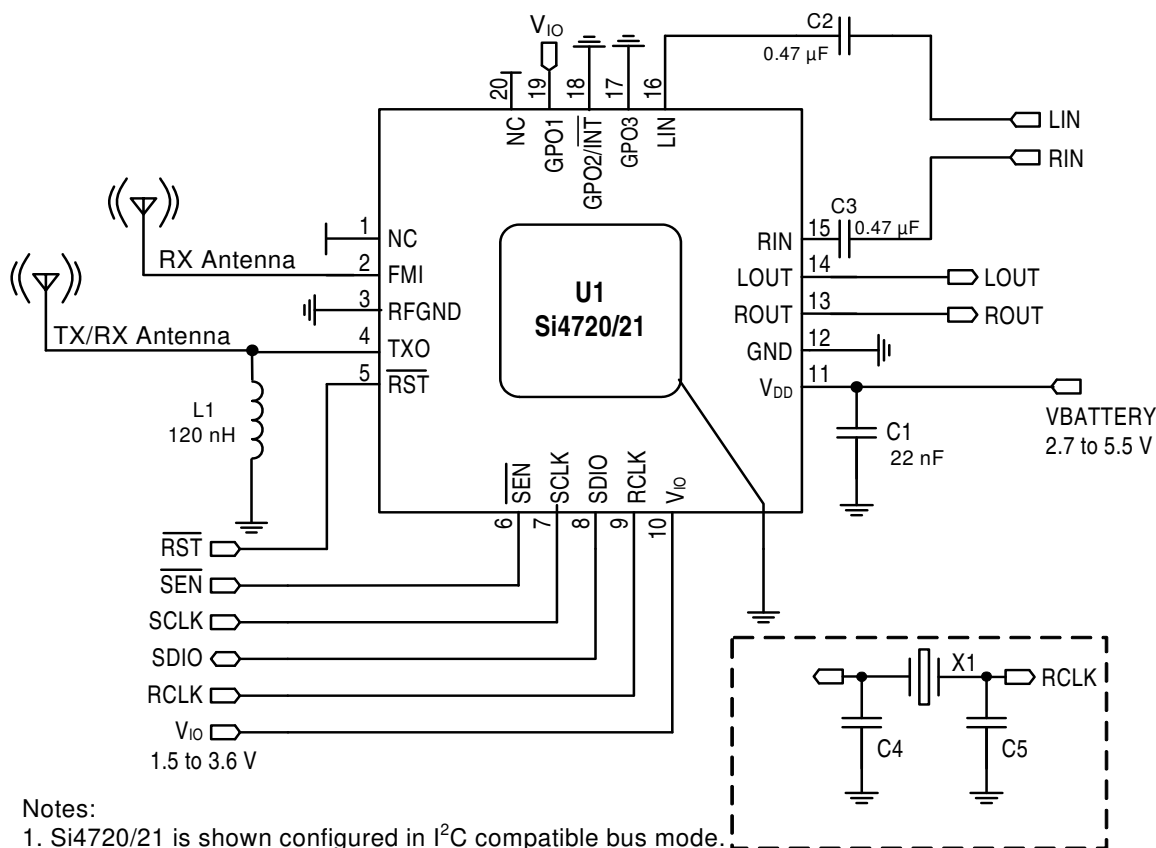 V_IO
C2
0.47 µF
20
19
18
17
16
NC
GPO1
GPO2/INT
GPO3
LIN
LIN
RIN
C3
0.47 µF
1
NC
RX Antenna
2
FMI
3
RFGND
TX/RX Antenna
4
TXO
5
RST
U1
Si4720/21
15
RIN
14
LOUT
LOUT
13
ROUT
ROUT
12
GND
11
V_DD
VBATTERY
2.7 to 5.5 V
C1
22 nF
L1
120 nH
SEN
SCLK
SDIO
RCLK
V_IO
6
7
8
9
10
RST
SEN
SCLK
SDIO
RCLK
V_IO
1.5 to 3.6 V
X1
RCLK
C4
C5
Notes:
1. Si4720/21 is shown configured in I²C compatible bus mode.